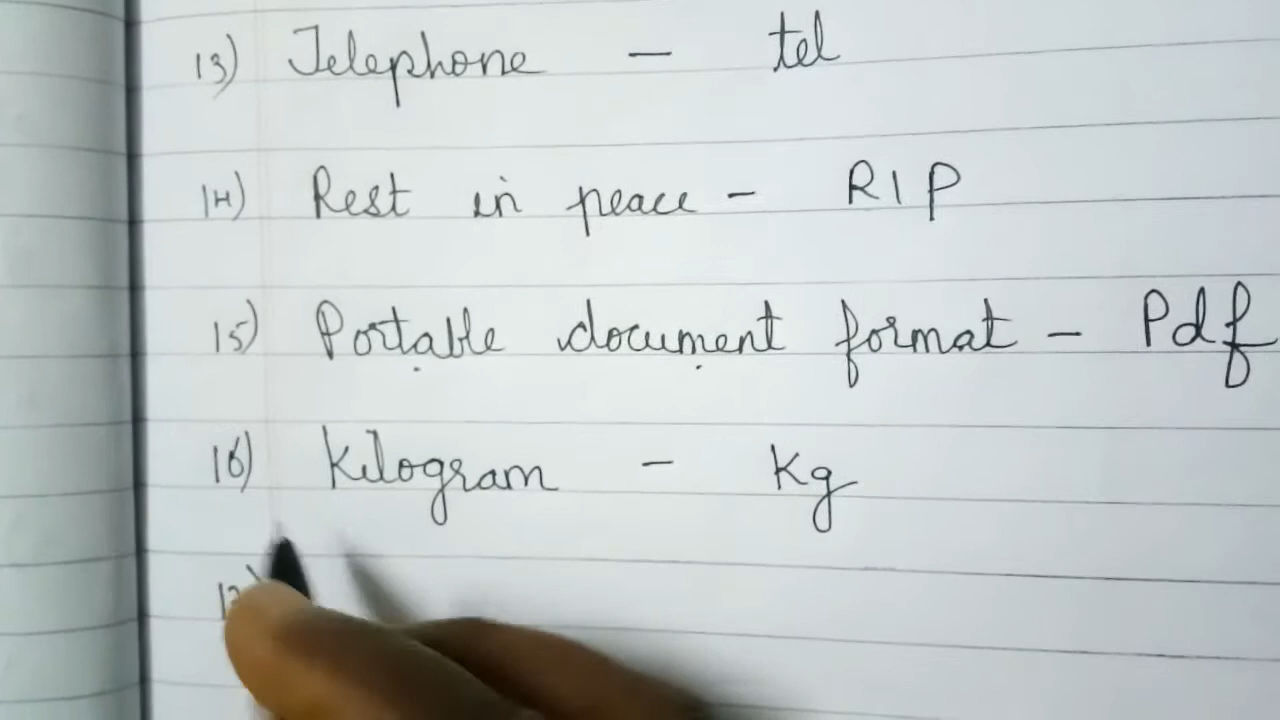 13) Telephone - tel
14) Rest in peace - RIP
15) Portable document format - Pdf
16) Kilogram - Kg